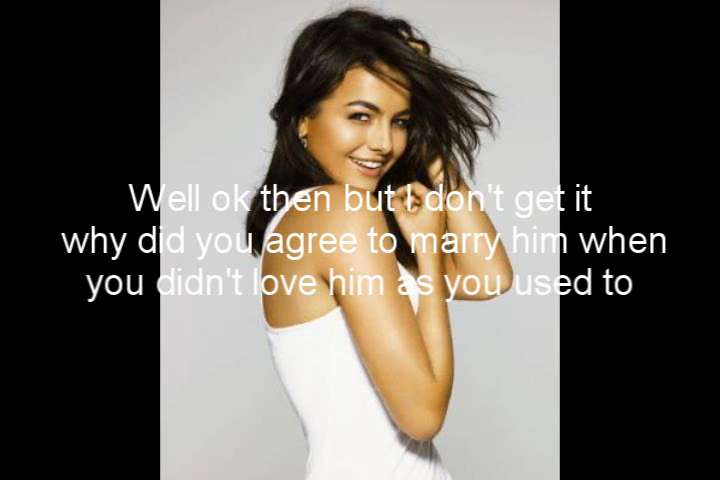 Well ok then but I don't get it
why did you agree to marry him when
you didn't love him as you used to